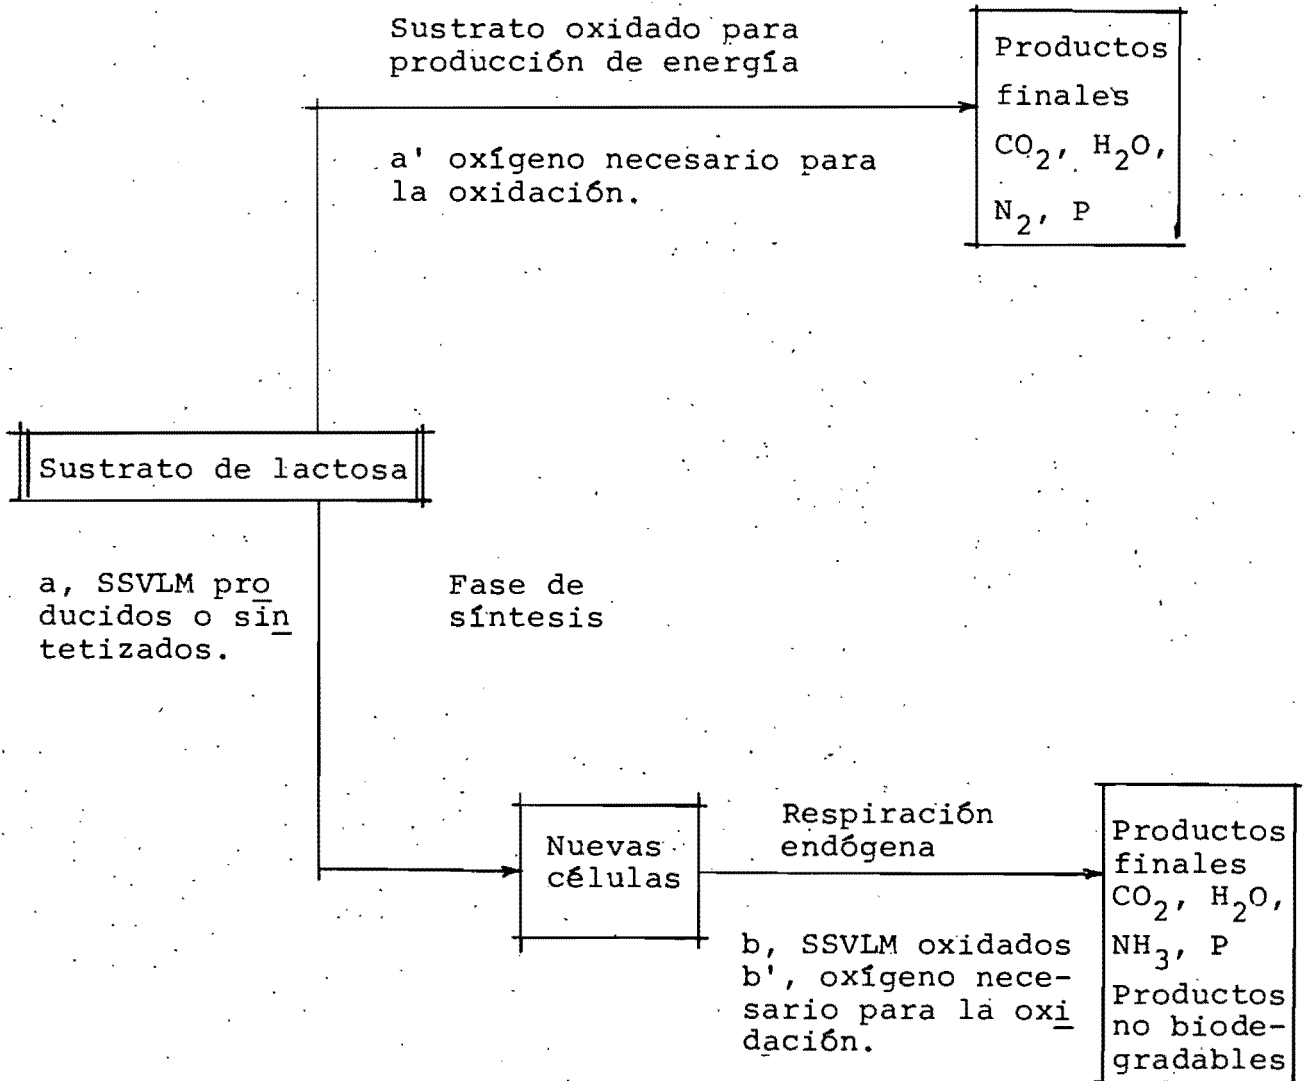 Sustrato oxidado para
producción de energía
a' oxígeno necesario para
la oxidación.
Productos
finales
CO₂, H₂O,
N₂, P
Sustrato de lactosa
a, SSVLM pro
ducidos o sin
tetizados.
Fase de
síntesis
Nuevas
células
Respiración
endógena
b, SSVLM oxidados
b', oxígeno nece-
sario para la oxi
dación.
Productos
finales
CO₂, H₂O,
NH₃, P
Productos
no biode-
gradables